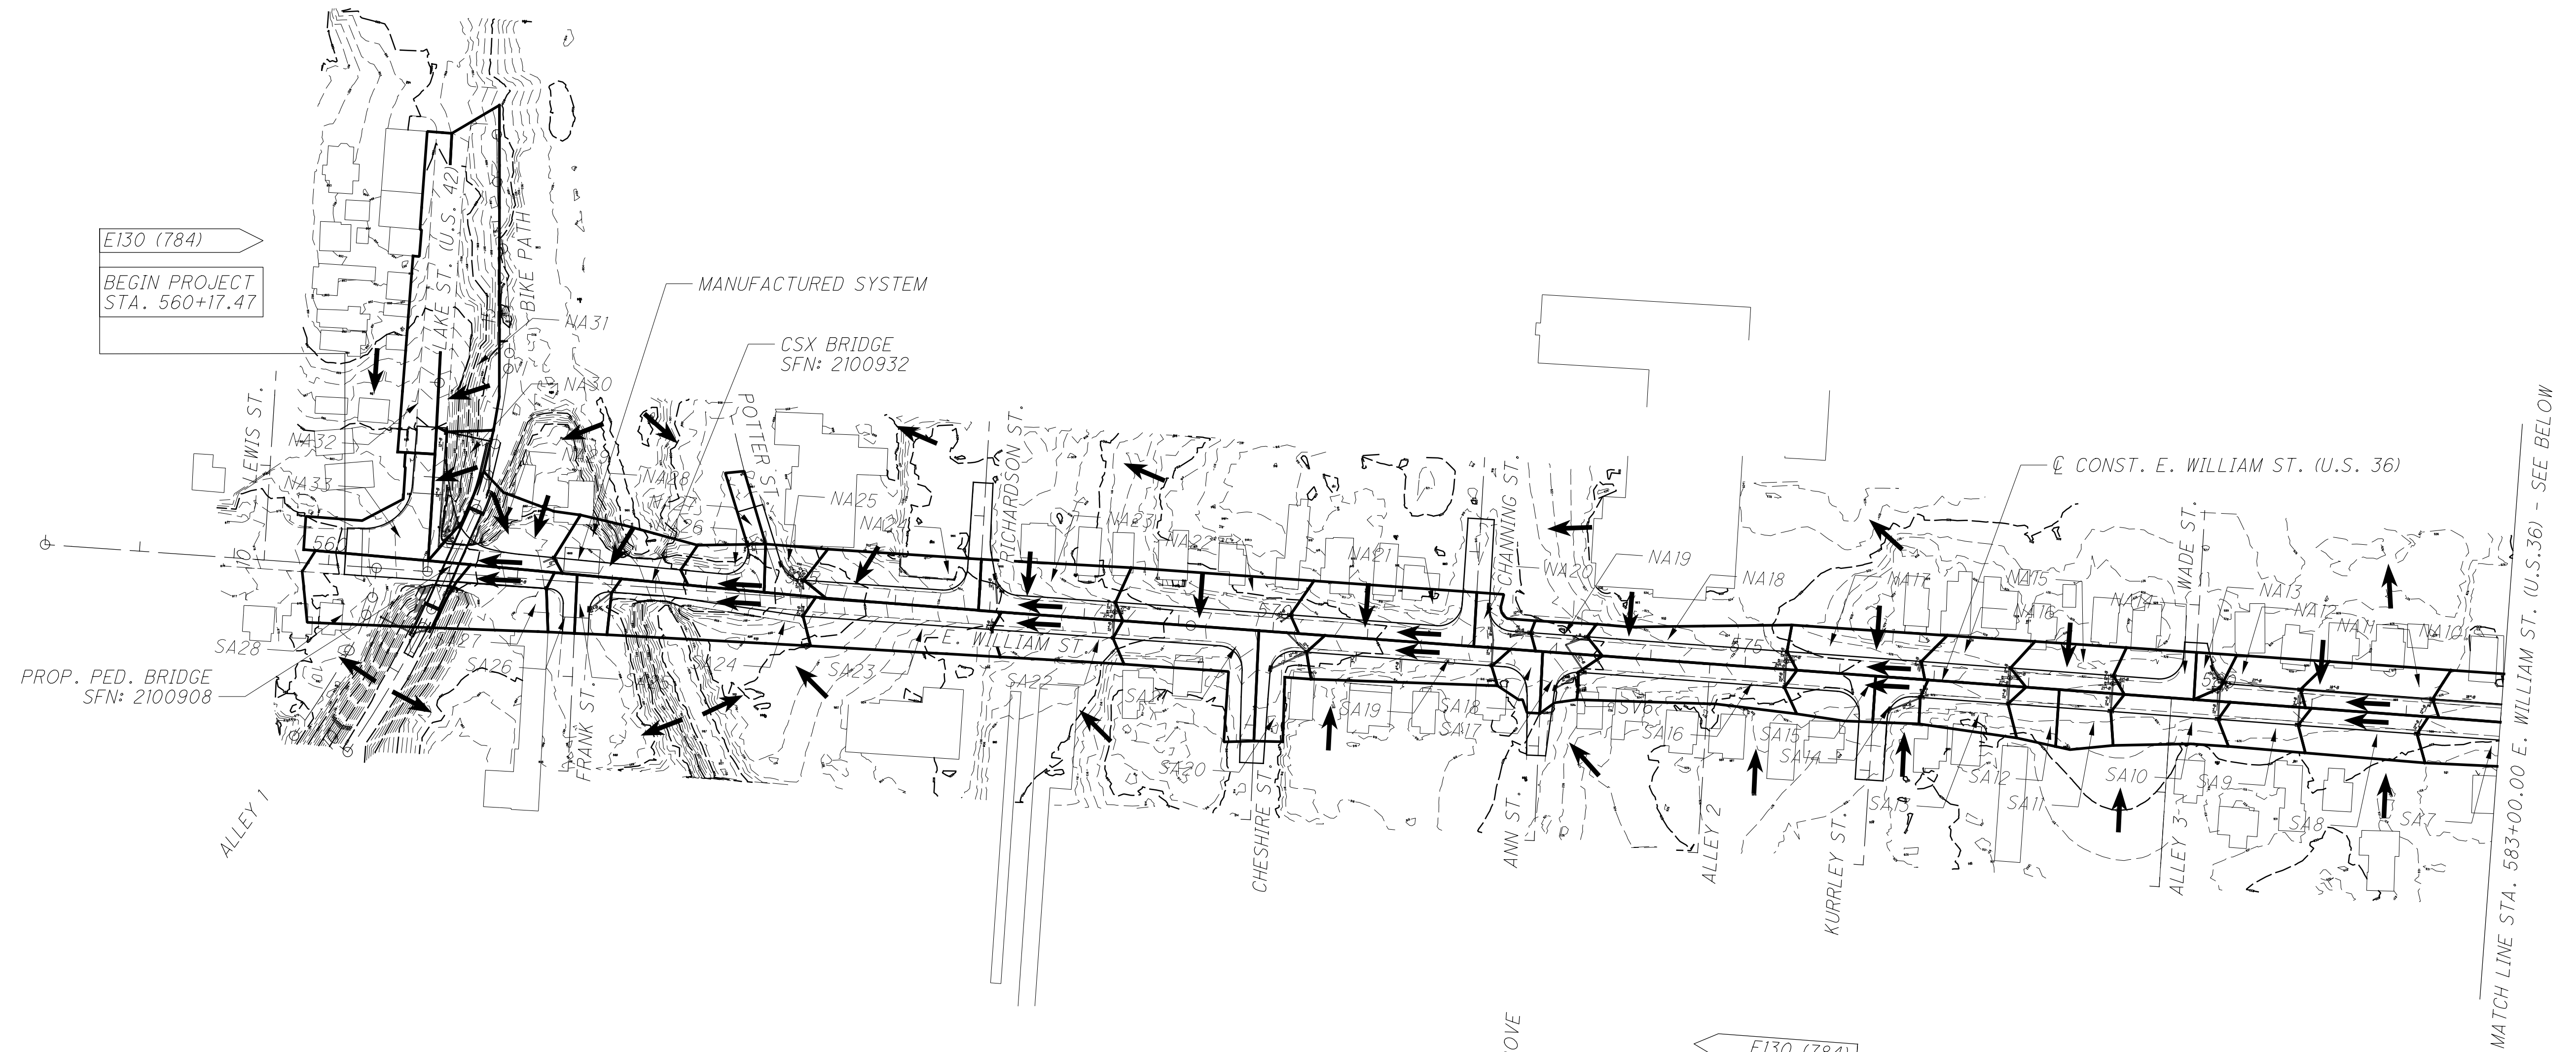 E130 (784)
BEGIN PROJECT
STA. 560+17.47
LAKE ST. (U.S. 42)
BIKE PATH
MANUFACTURED SYSTEM
CSX BRIDGE
SFN: 2100932
NA31
NA30
NA32
NA33
LEWIS ST.
NA28
POTTER ST.
NA25
NA24
RICHARDSON ST.
NA23
NA22
NA21
CHANNING ST.
NA20
NA19
NA18
NA17
NA16
NA15
NA14
WADE ST.
NA13
NA12
NA11
NA10
℄ CONST. E. WILLIAM ST. (U.S. 36)
MATCH LINE STA. 583+00.00 E. WILLIAM ST. (U.S.36) - SEE BELOW
E. WILLIAM ST.
575
PROP. PED. BRIDGE
SFN: 2100908
SA28
SA26
SA24
SA23
SA22
SA20
SA19
SA18
SA17
SV6
SA16
SA15
SA14
SA13
SA12
SA11
SA10
SA9
SA8
SA7
ALLEY 1
FRANK ST.
CHESHIRE ST.
ANN ST.
ALLEY 2
KURRLEY ST.
ALLEY 3
E130 (784)